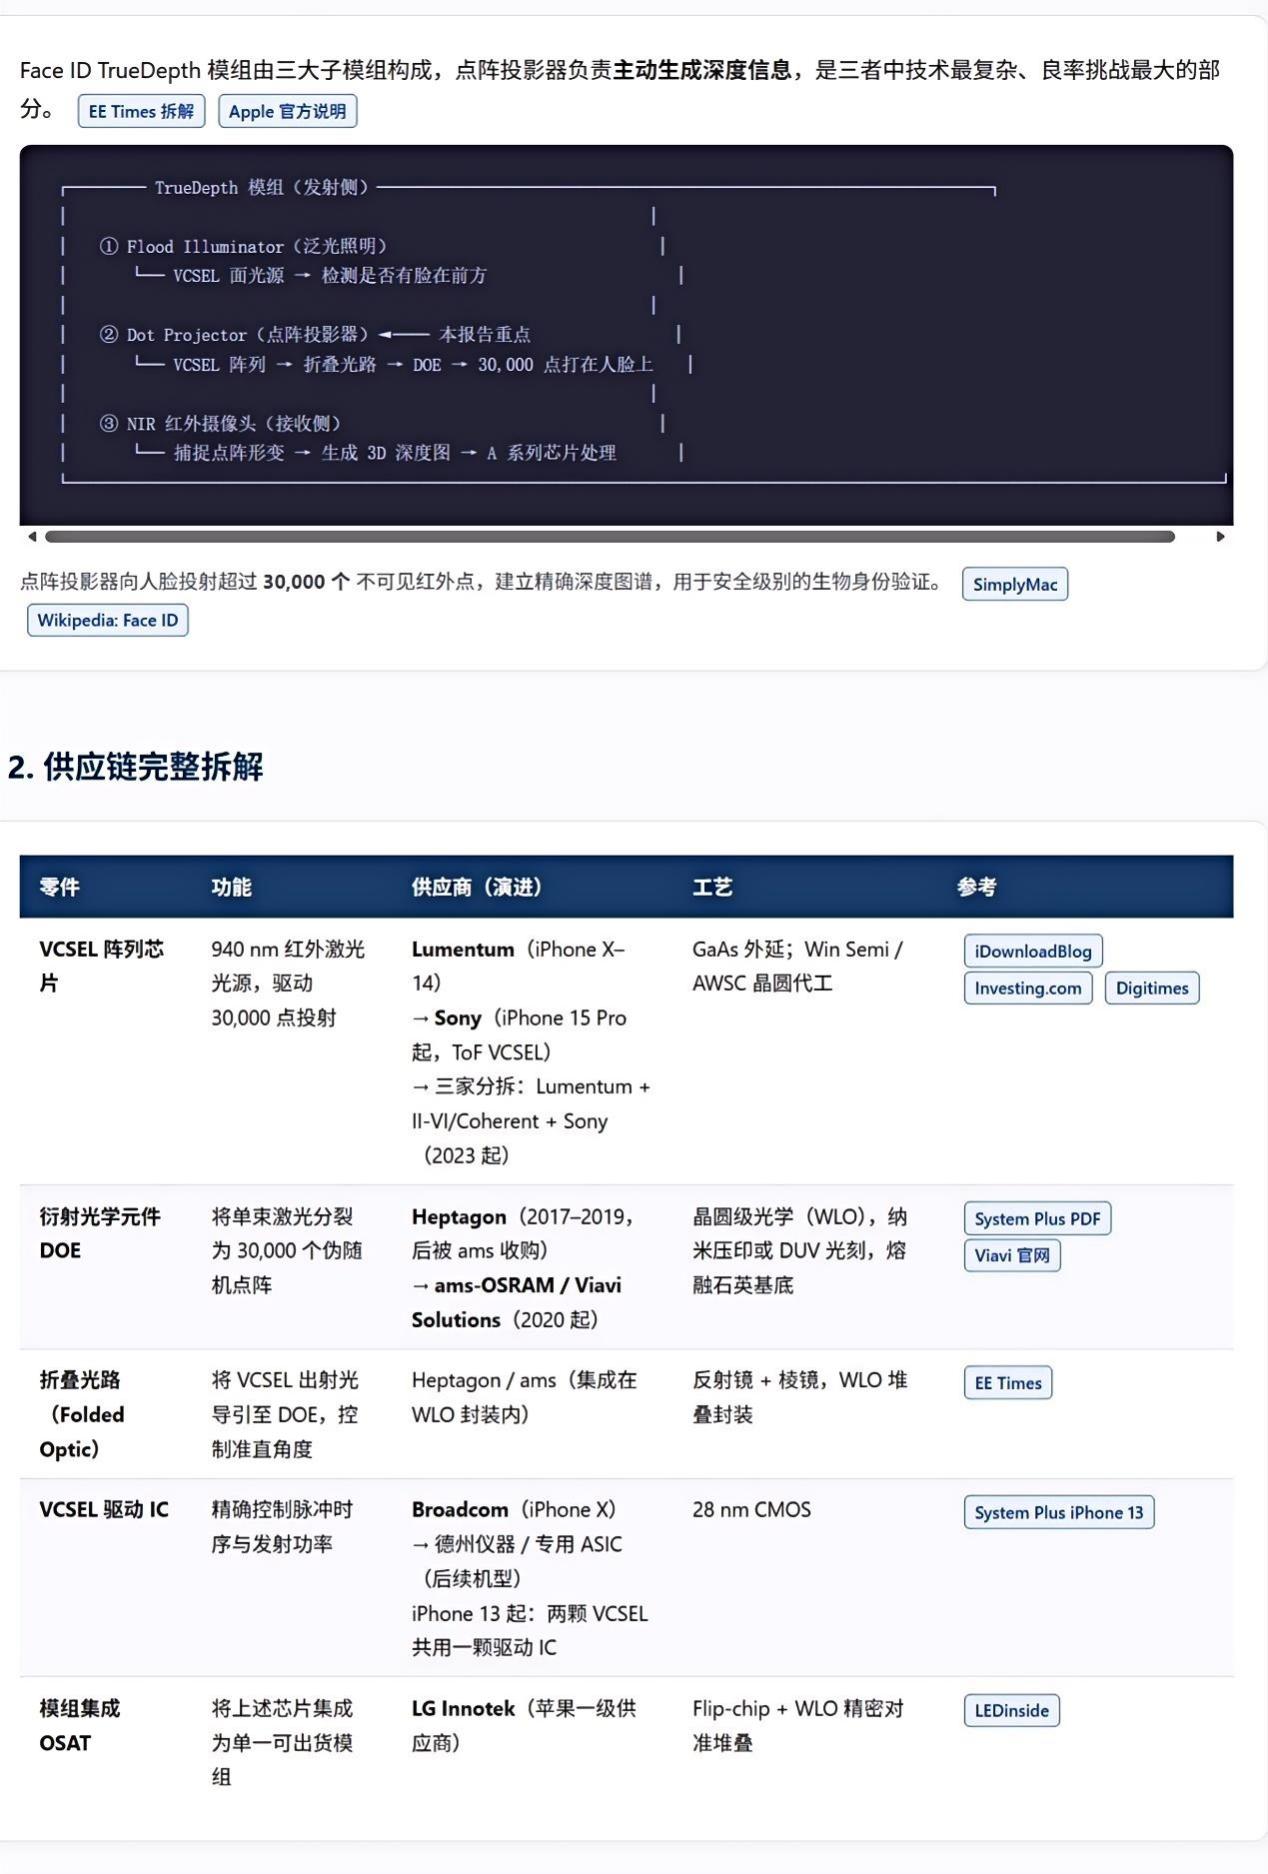 Face ID TrueDepth 模组由三大子模组构成，点阵投影器负责主动生成深度信息，是三者中技术最复杂、良率挑战最大的部
分。 EE Times 拆解 Apple 官方说明
TrueDepth 模组（发射侧）
① Flood Illuminator（泛光照明）
└── VCSEL 面光源 → 检测是否有脸在前方
② Dot Projector（点阵投影器）◄── 本报告重点
└── VCSEL 阵列 → 折叠光路 → DOE → 30,000 点打在人脸上
③ NIR 红外摄像头（接收侧）
└── 捕捉点阵形变 → 生成 3D 深度图 → A 系列芯片处理
点阵投影器向人脸投射超过 30,000 个 不可见红外点，建立精确深度图谱，用于安全级别的生物身份验证。 SimplyMac
Wikipedia: Face ID
2. 供应链完整拆解
零件 功能 供应商（演进） 工艺 参考
VCSEL 阵列芯
片
940 nm 红外激光
光源，驱动
30,000 点投射
Lumentum（iPhone X–
14）
→ Sony（iPhone 15 Pro
起，ToF VCSEL）
→ 三家分拆：Lumentum +
II-VI/Coherent + Sony
（2023 起）
GaAs 外延；Win Semi /
AWSC 晶圆代工
iDownloadBlog
Investing.com Digitimes
衍射光学元件
DOE
将单束激光分裂
为 30,000 个伪随
机点阵
Heptagon（2017–2019，
后被 ams 收购）
→ ams-OSRAM / Viavi
Solutions（2020 起）
晶圆级光学（WLO），纳
米压印或 DUV 光刻，熔
融石英基底
System Plus PDF
Viavi 官网
折叠光路
（Folded
Optic）
将 VCSEL 出射光
导引至 DOE，控
制准直角度
Heptagon / ams（集成在
WLO 封装内）
反射镜 + 棱镜，WLO 堆
叠封装
EE Times
VCSEL 驱动 IC
精确控制脉冲时
序与发射功率
Broadcom（iPhone X）
→ 德州仪器 / 专用 ASIC
（后续机型）
iPhone 13 起：两颗 VCSEL
共用一颗驱动 IC
28 nm CMOS
System Plus iPhone 13
模组集成
OSAT
将上述芯片集成
为单一可出货模
组
LG Innotek（苹果一级供
应商）
Flip-chip + WLO 精密对
准堆叠
LEDinside